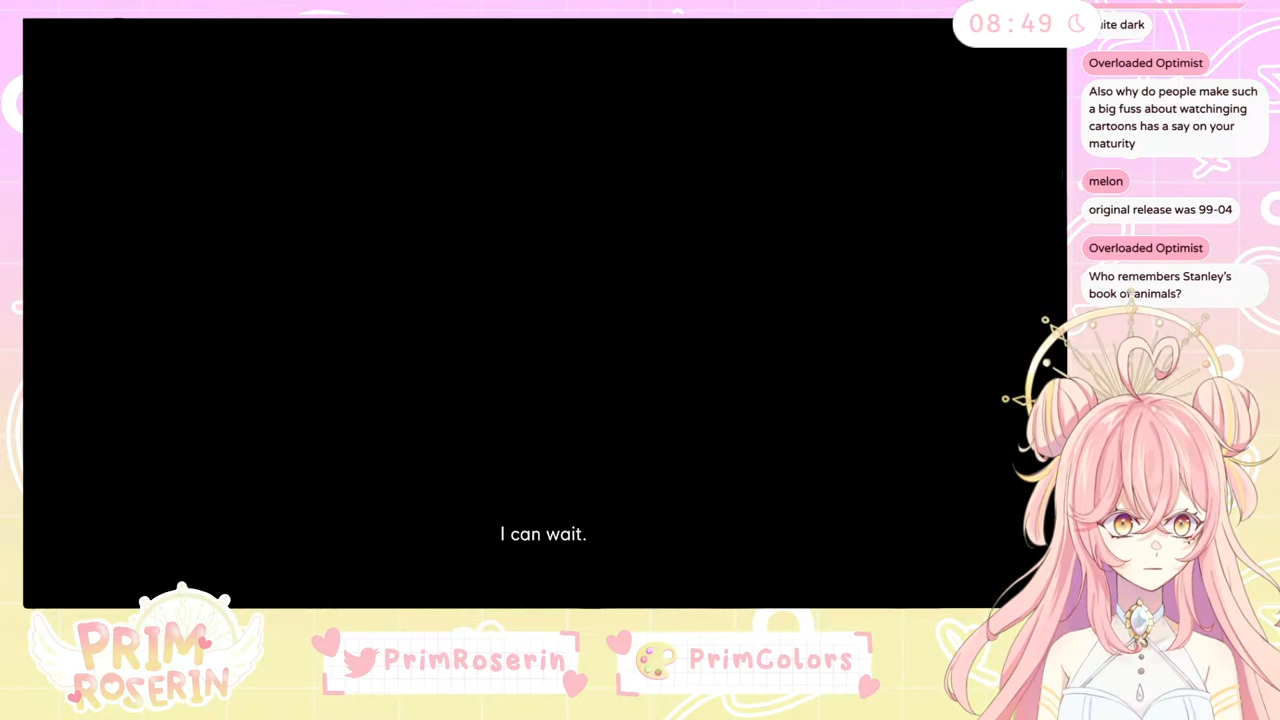 08:49
uite dark
Overloaded Optimist
Also why do people make such
a big fuss about watchinging
cartoons has a say on your
maturity
melon
original release was 99-04
Overloaded Optimist
Who remembers Stanley's
book of animals?
I can wait.
PRIM
ROSERIN
PrimRoserin
PrimColors